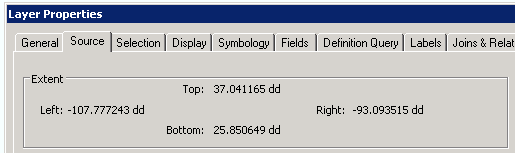 Layer Properties
General Source Selection Display Symbology Fields Definition Query Labels Joins & Relat
Extent
Top: 37.041165 dd
Left: -107.777243 dd Right: -93.093515 dd
Bottom: 25.850649 dd